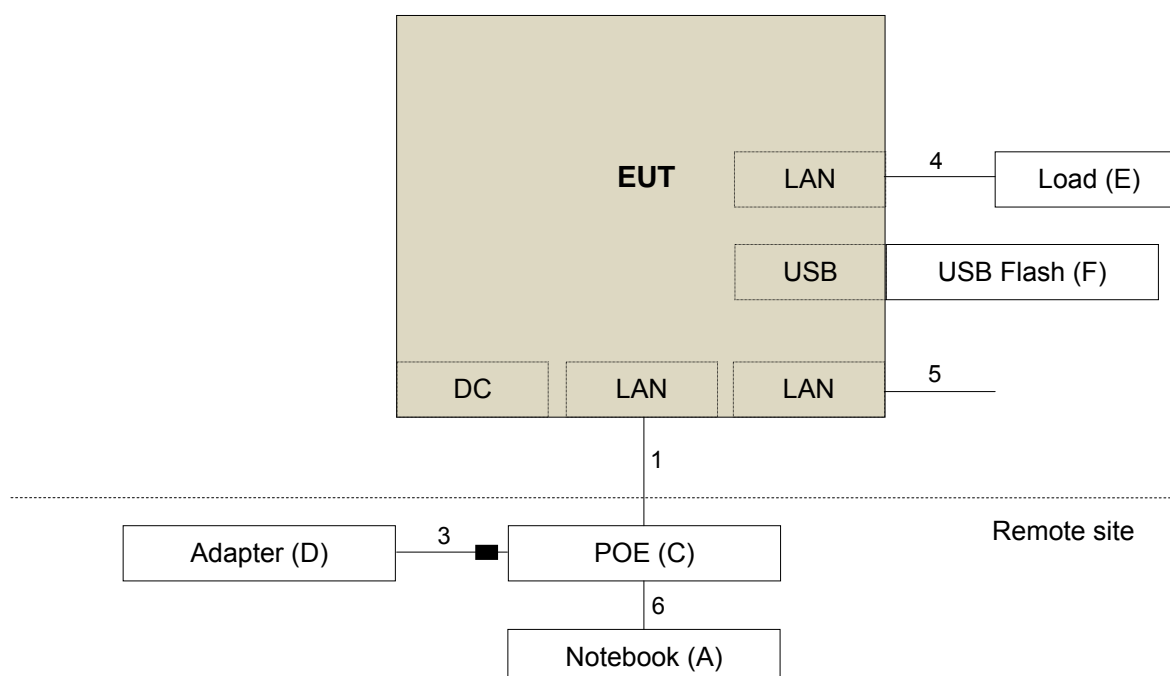 EUT
LAN
4
Load (E)
USB
USB Flash (F)
DC
LAN
LAN
5
1
Remote site
Adapter (D)
3
POE (C)
6
Notebook (A)